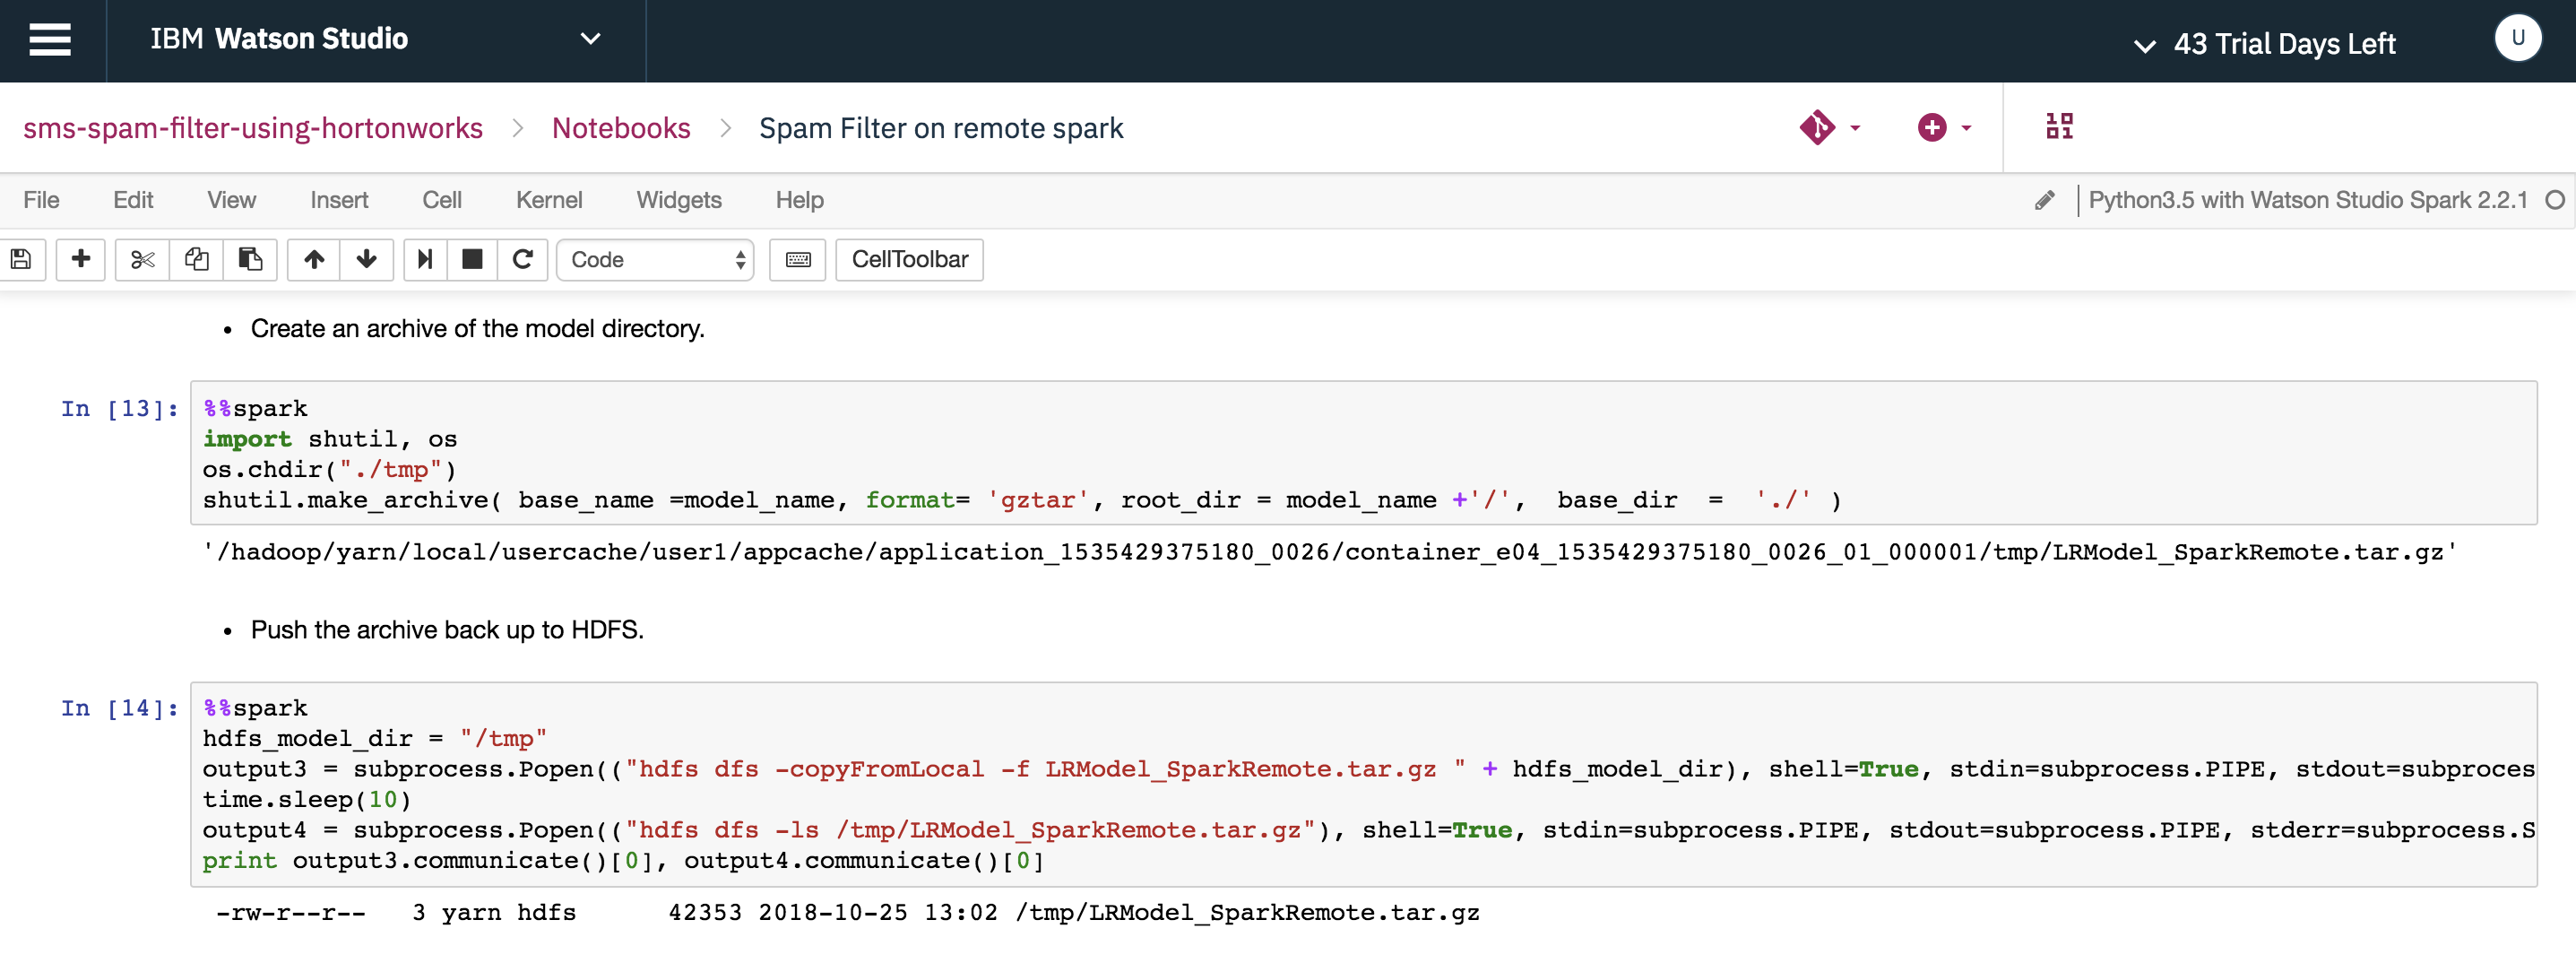 IBM Watson Studio
43 Trial Days Left
U
sms-spam-filter-using-hortonworks > Notebooks > Spam Filter on remote spark
File Edit View Insert Cell Kernel Widgets Help
Python3.5 with Watson Studio Spark 2.2.1
Code
CellToolbar
• Create an archive of the model directory.
In [13]:
%%spark
import shutil, os
os.chdir("./tmp")
shutil.make_archive( base_name =model_name, format= 'gztar', root_dir = model_name +'/',  base_dir  =  './' )
'/hadoop/yarn/local/usercache/user1/appcache/application_1535429375180_0026/container_e04_1535429375180_0026_01_000001/tmp/LRModel_SparkRemote.tar.gz'
• Push the archive back up to HDFS.
In [14]:
%%spark
hdfs_model_dir = "/tmp"
output3 = subprocess.Popen(("hdfs dfs -copyFromLocal -f LRModel_SparkRemote.tar.gz " + hdfs_model_dir), shell=True, stdin=subprocess.PIPE, stdout=subproces
time.sleep(10)
output4 = subprocess.Popen(("hdfs dfs -ls /tmp/LRModel_SparkRemote.tar.gz"), shell=True, stdin=subprocess.PIPE, stdout=subprocess.PIPE, stderr=subprocess.S
print output3.communicate()[0], output4.communicate()[0]
-rw-r--r--   3 yarn hdfs      42353 2018-10-25 13:02 /tmp/LRModel_SparkRemote.tar.gz